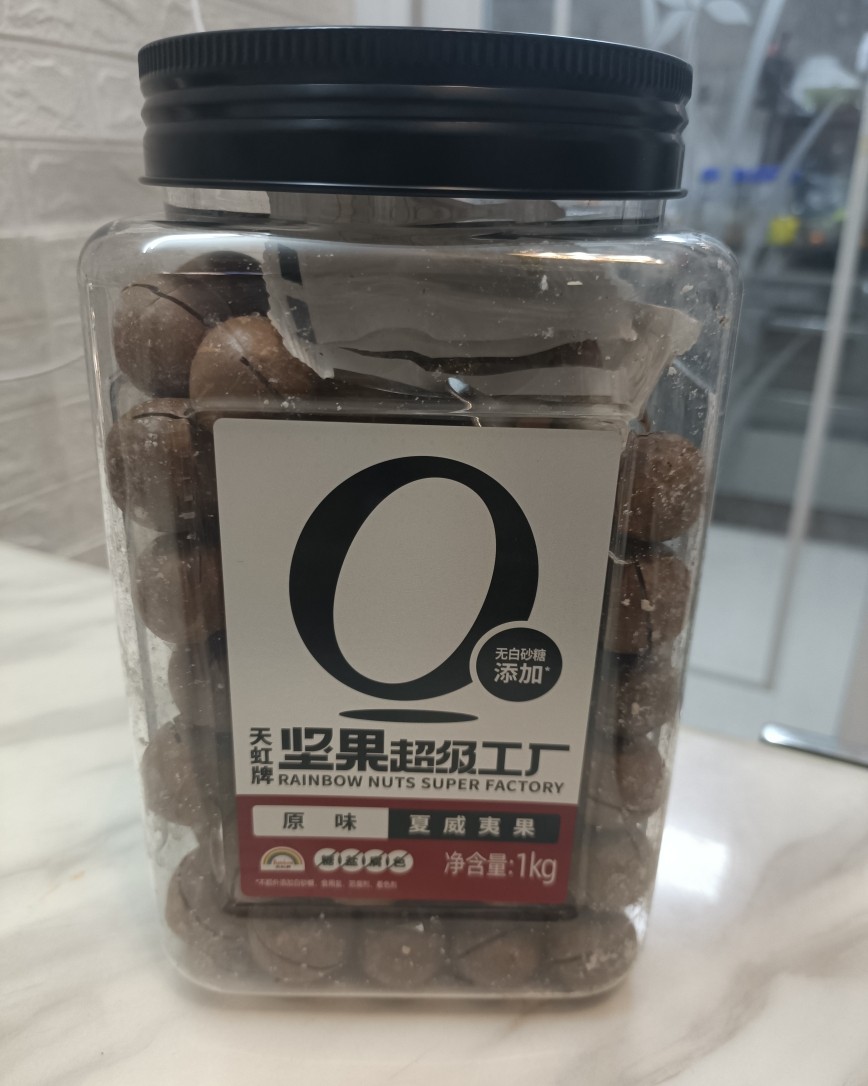 0
无白砂糖
添加*
天虹牌
坚果超级工厂
RAINBOW NUTS SUPER FACTORY
原味
夏威夷果
净含量:1kg